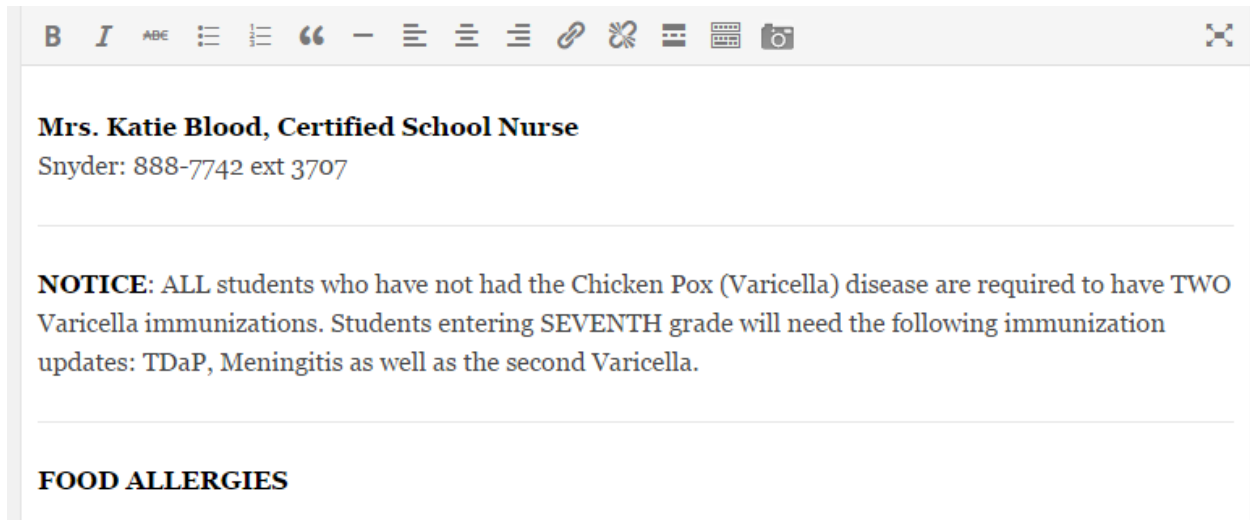 B I ABE
Mrs. Katie Blood, Certified School Nurse
Snyder: 888-7742 ext 3707
NOTICE: ALL students who have not had the Chicken Pox (Varicella) disease are required to have TWO
Varicella immunizations. Students entering SEVENTH grade will need the following immunization
updates: TDaP, Meningitis as well as the second Varicella.
FOOD ALLERGIES